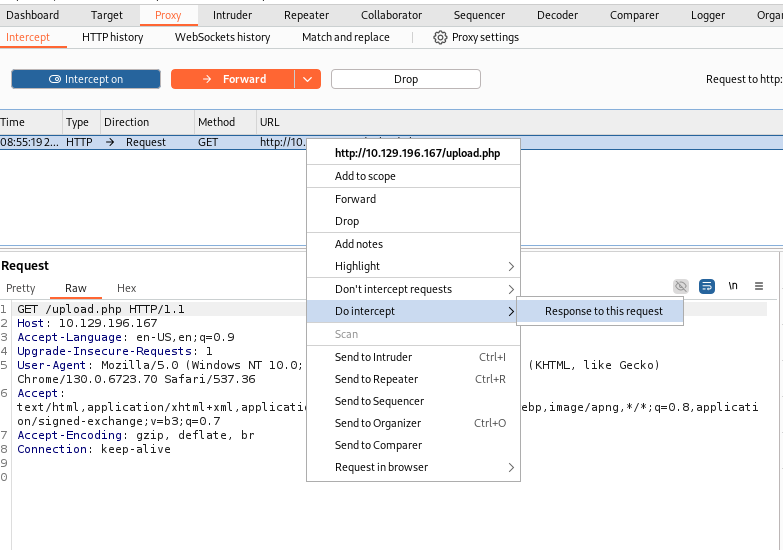 Dashboard Target Proxy Intruder Repeater Collaborator Sequencer Decoder Comparer Logger Organ
Intercept HTTP history WebSockets history Match and replace Proxy settings
Intercept on Forward Drop Request to http:
Time Type Direction Method URL
08:55:19 2... HTTP Request GET http://10.
http://10.129.196.167/upload.php
Add to scope
Forward
Drop
Add notes
Highlight
Don't intercept requests
Do intercept
Response to this request
Scan
Send to Intruder Ctrl+I
Send to Repeater Ctrl+R
Send to Sequencer
Send to Organizer Ctrl+O
Send to Comparer
Request in browser
Request
Pretty Raw Hex \n
1 GET /upload.php HTTP/1.1
2 Host: 10.129.196.167
3 Accept-Language: en-US,en;q=0.9
4 Upgrade-Insecure-Requests: 1
5 User-Agent: Mozilla/5.0 (Windows NT 10.0; (KHTML, like Gecko)
Chrome/130.0.6723.70 Safari/537.36
6 Accept:
text/html,application/xhtml+xml,applicati ebp,image/apng,*/*;q=0.8,applicati
on/signed-exchange;v=b3;q=0.7
7 Accept-Encoding: gzip, deflate, br
8 Connection: keep-alive
9
0